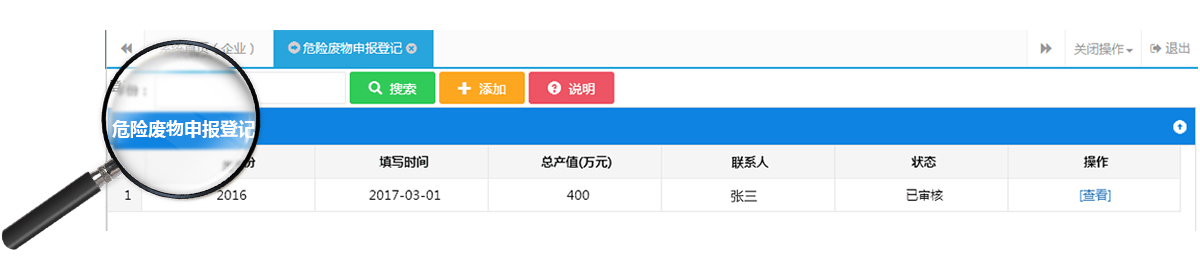 （企业） 危险废物申报登记 关闭操作 退出
份： 搜索 添加 说明
危险废物申报登记
份 填写时间 总产值(万元) 联系人 状态 操作
1 2016 2017-03-01 400 张三 已审核 [查看]